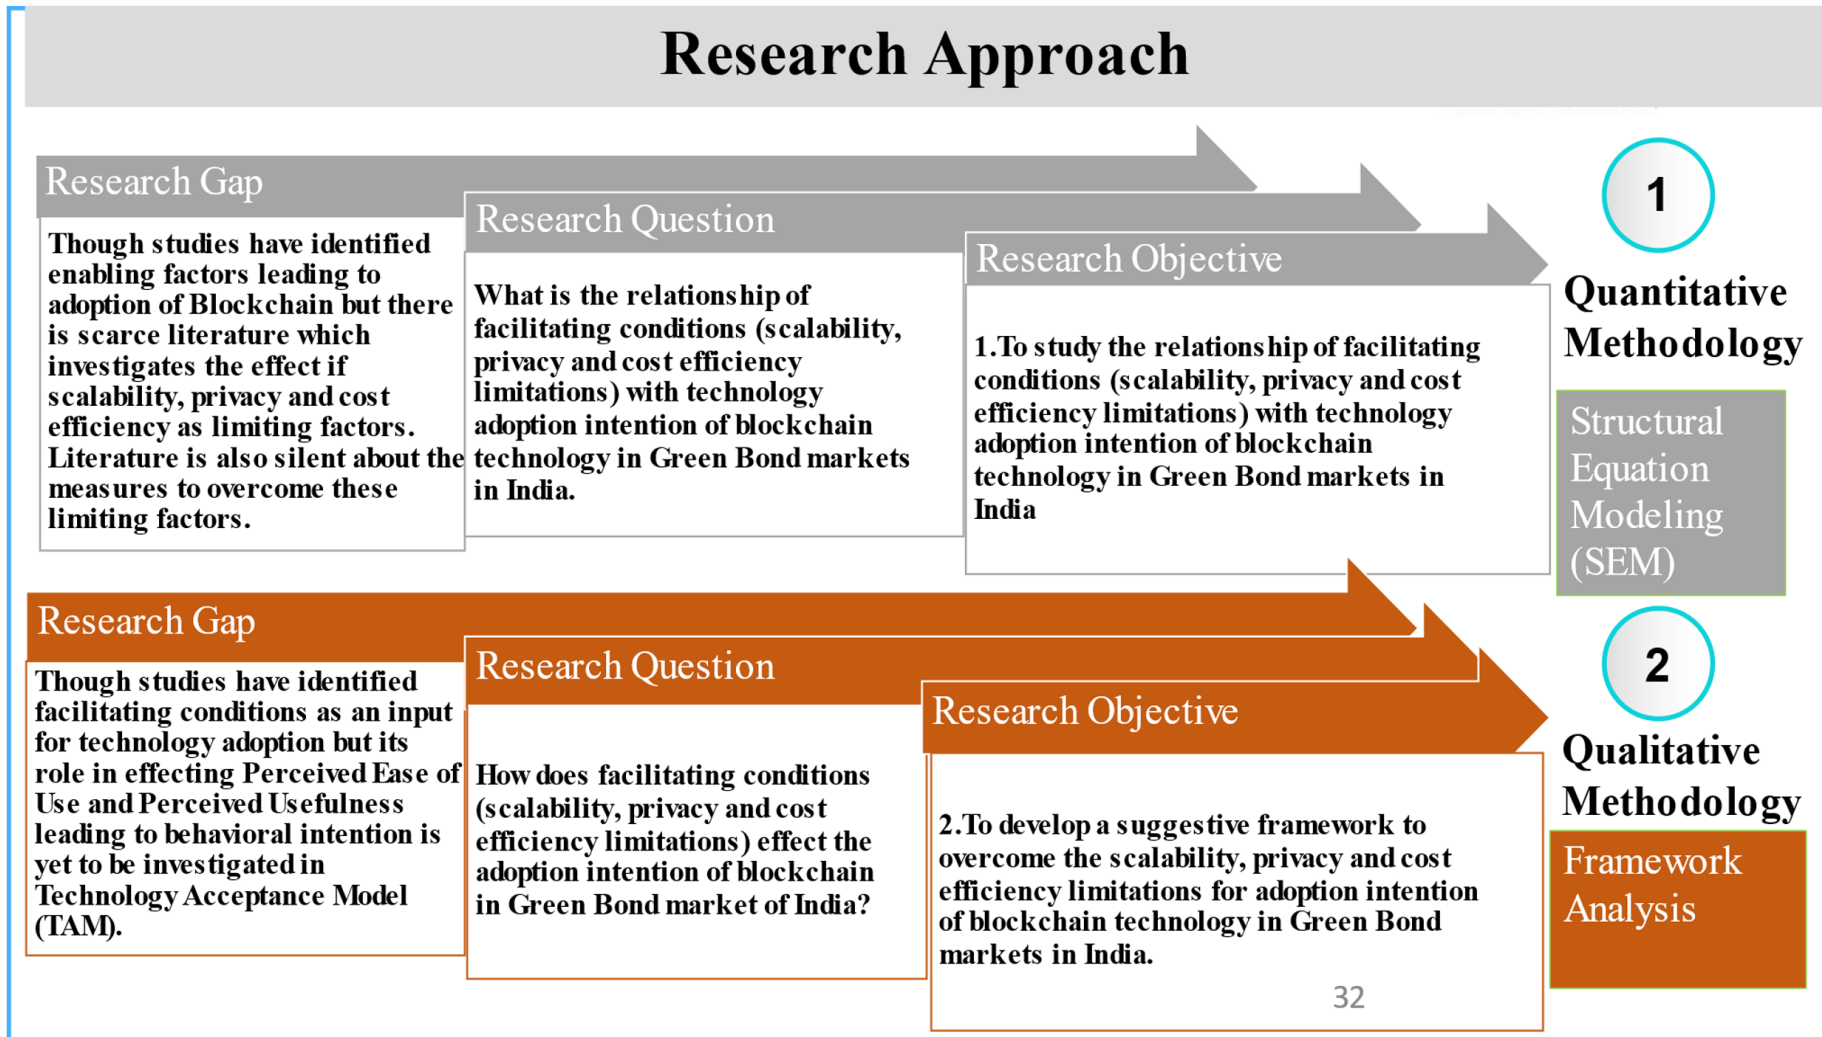 Research Approach
Research Gap
Though studies have identified
enabling factors leading to
adoption of Blockchain but there
is scarce literature which
investigates the effect if
scalability, privacy and cost
efficiency as limiting factors.
Literature is also silent about the
measures to overcome these
limiting factors.
Research Question
What is the relationship of
facilitating conditions (scalability,
privacy and cost efficiency
limitations) with technology
adoption intention of blockchain
technology in Green Bond markets
in India.
Research Objective
1.To study the relationship of facilitating
conditions (scalability, privacy and cost
efficiency limitations) with technology
adoption intention of blockchain
technology in Green Bond markets in
India
1
Quantitative
Methodology
Structural
Equation
Modeling
(SEM)
Research Gap
Though studies have identified
facilitating conditions as an input
for technology adoption but its
role in effecting Perceived Ease of
Use and Perceived Usefulness
leading to behavioral intention is
yet to be investigated in
Technology Acceptance Model
(TAM).
Research Question
How does facilitating conditions
(scalability, privacy and cost
efficiency limitations) effect the
adoption intention of blockchain
in Green Bond market of India?
Research Objective
2.To develop a suggestive framework to
overcome the scalability, privacy and cost
efficiency limitations for adoption intention
of blockchain technology in Green Bond
markets in India.
2
Qualitative
Methodology
Framework
Analysis
32